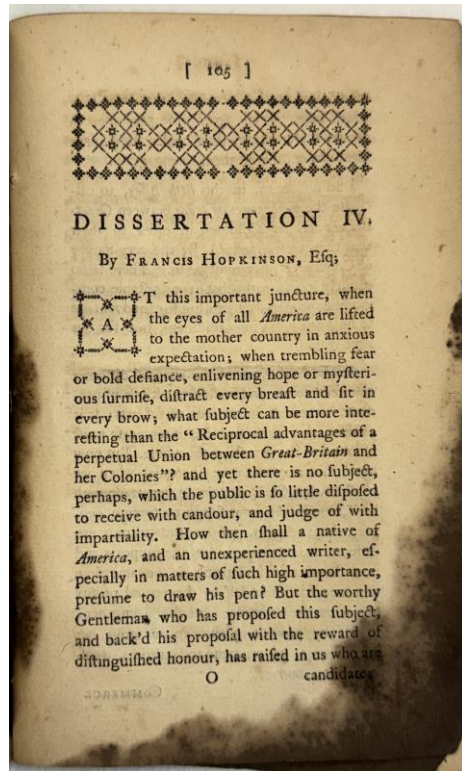 [ 105 ]
DISSERTATION IV.
By FRANCIS HOPKINSON, Eſq;
AT this important juncture, when
the eyes of all America are lifted
to the mother country in anxious
expectation; when trembling fear
or bold defiance, enlivening hope or myſteri-
ous ſurmiſe, diſtract every breaſt and ſit in
every brow; what ſubject can be more inte-
reſting than the “ Reciprocal advantages of a
perpetual Union between Great-Britain and
her Colonies”? and yet there is no ſubject,
perhaps, which the public is ſo little diſpoſed
to receive with candour, and judge of with
impartiality. How then ſhall a native of
America, and an unexperienced writer, eſ-
pecially in matters of ſuch high importance,
preſume to draw his pen? But the worthy
Gentleman who has propoſed this ſubject,
and back’d his propoſal with the reward of
diſtinguiſhed honour, has raiſed in us who are
O candidates